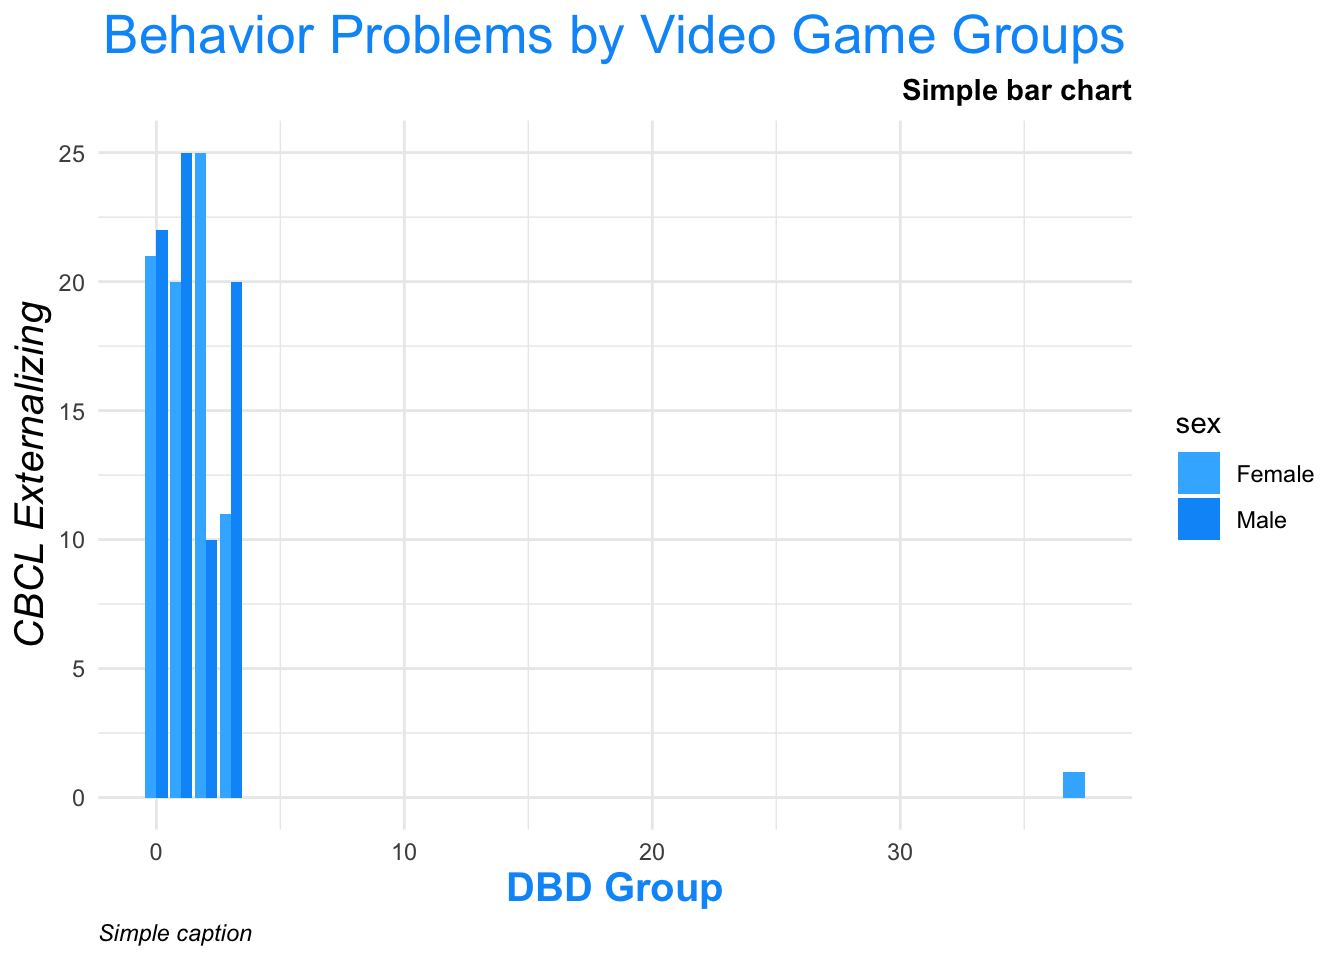 Behavior Problems by Video Game Groups
Simple bar chart
CBCL Externalizing
25
20
15
10
5
0
0 10 20 30
DBD Group
sex
Female
Male
Simple caption